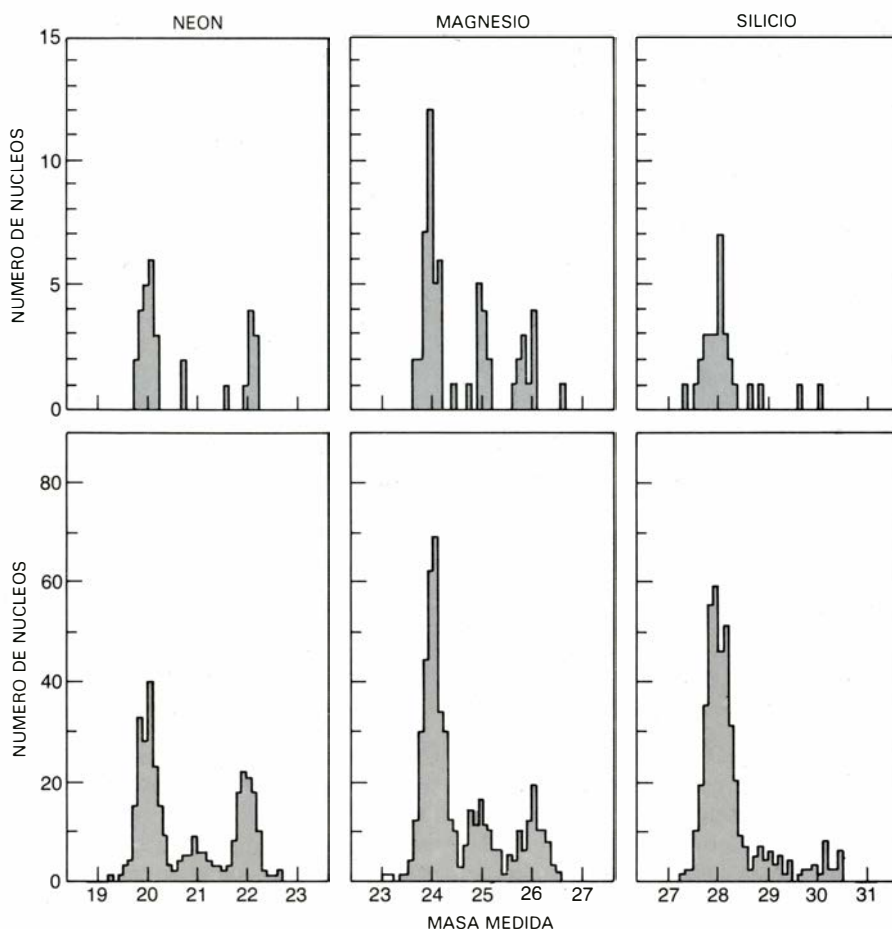 NEON MAGNESIO SILICIO
NUMERO DE NUCLEOS
15
10
5
0
NUMERO DE NUCLEOS
80
60
40
20
0
19 20 21 22 23 23 24 25 26 27 27 28 29 30 31
MASA MEDIDA